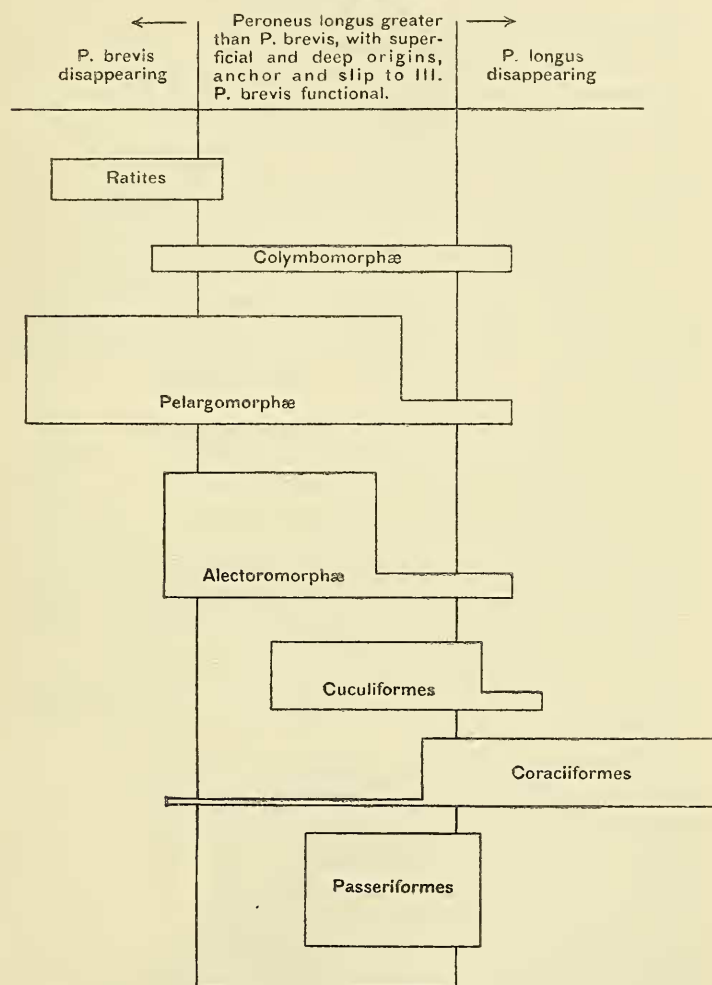 P. brevis
disappearing
Peroneus longus greater
than P. brevis, with super-
ficial and deep origins,
anchor and slip to III.
P. brevis functional.
P. longus
disappearing
Ratites
Colymbomorphæ
Pelargomorphæ
Alectoromorphæ
Cuculiformes
Coraciiformes
Passeriformes